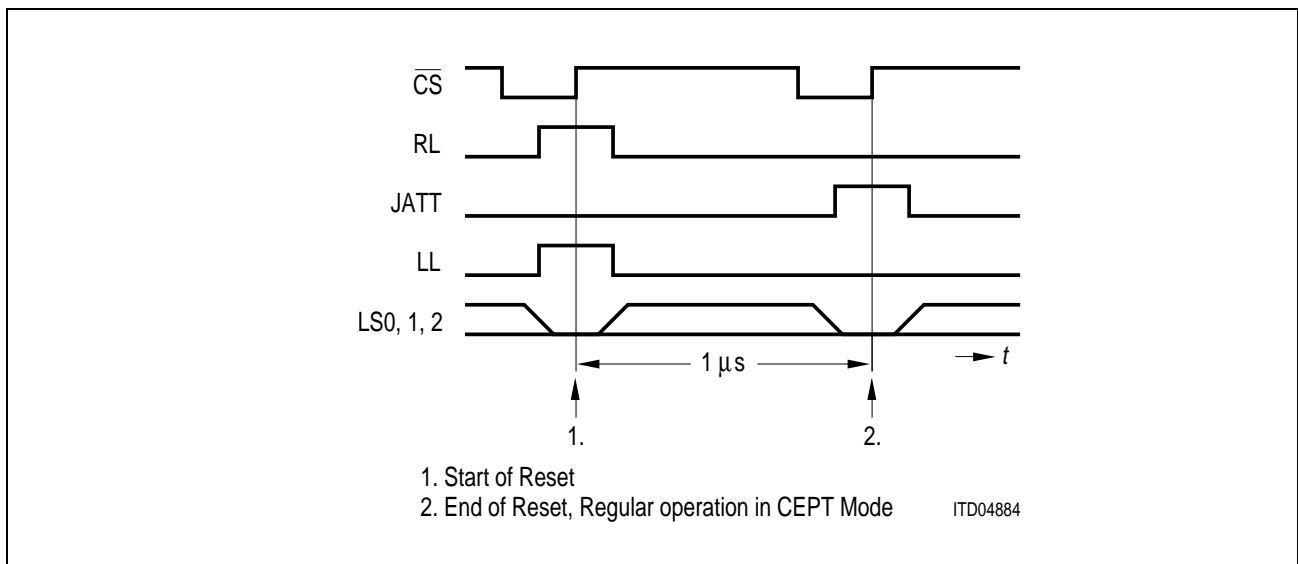 C̅S̅
RL
JATT
LL
LS0, 1, 2
1 μs
t
1.
2.
1. Start of Reset
2. End of Reset, Regular operation in CEPT Mode
ITD04884